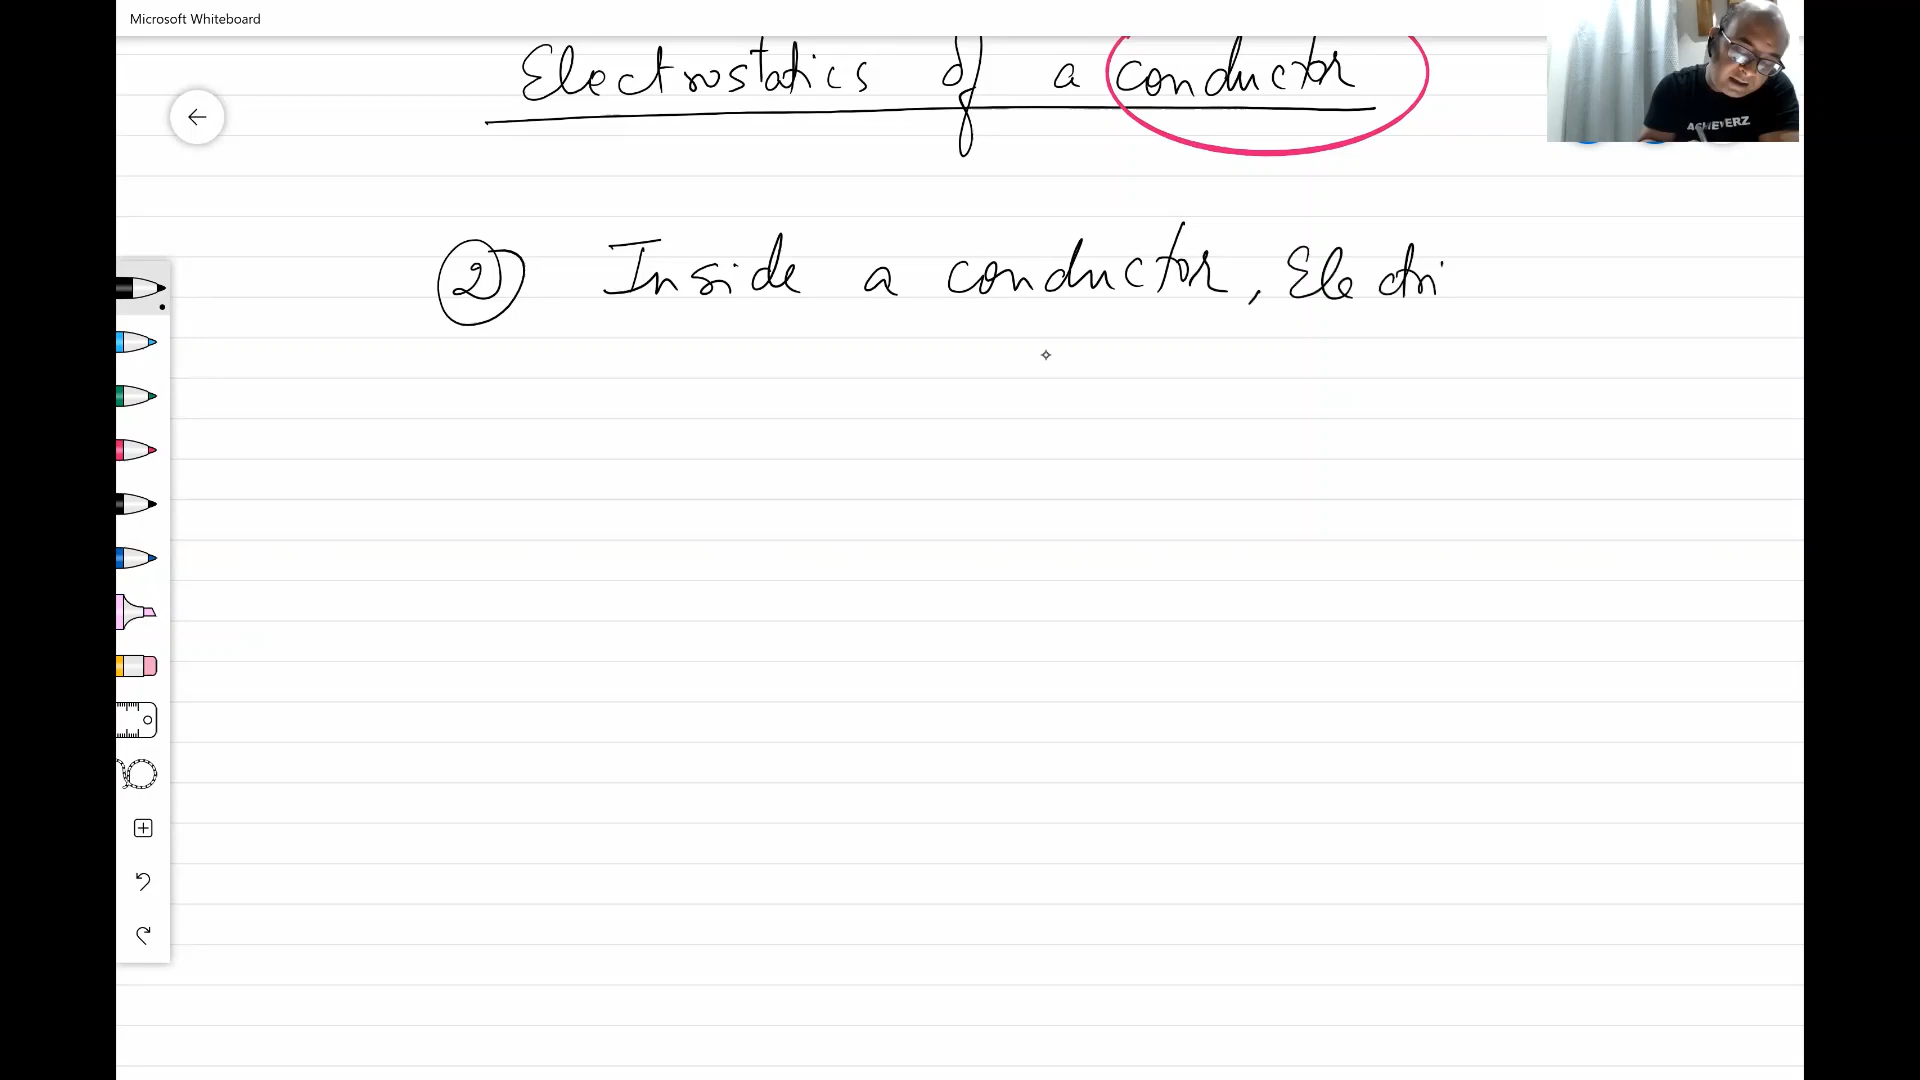 Microsoft Whiteboard
Electrostatics of a conductor
ACHIEVERZ
② Inside a conductor, Electri